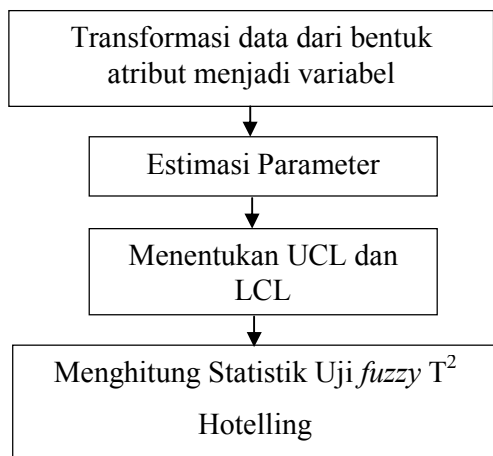 Transformasi data dari bentuk
atribut menjadi variabel
Estimasi Parameter
Menentukan UCL dan
LCL
Menghitung Statistik Uji fuzzy T²
Hotelling